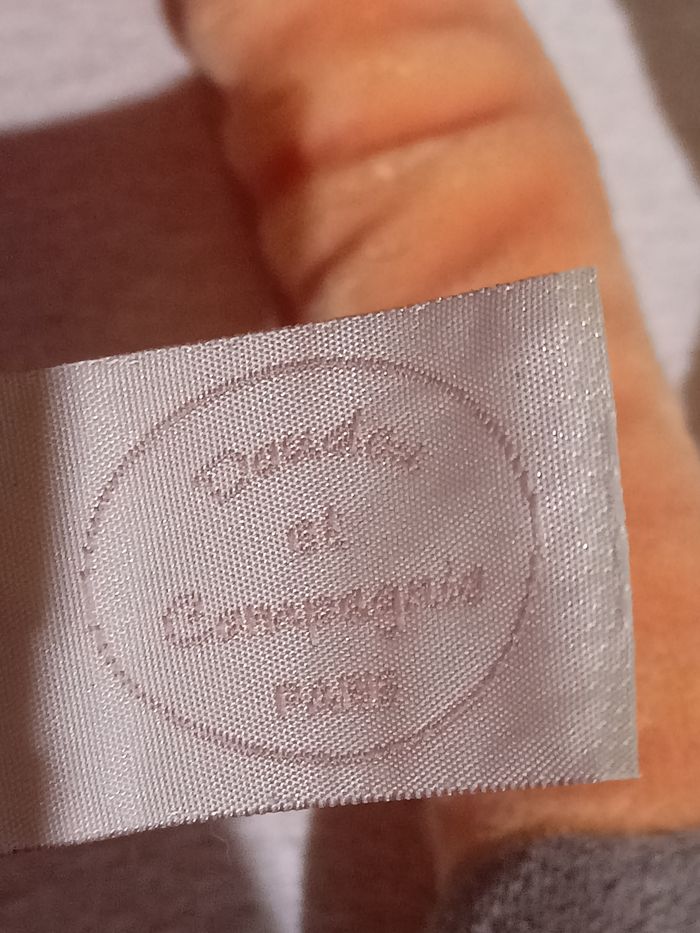 Doudou
et
Compagnie
PARIS